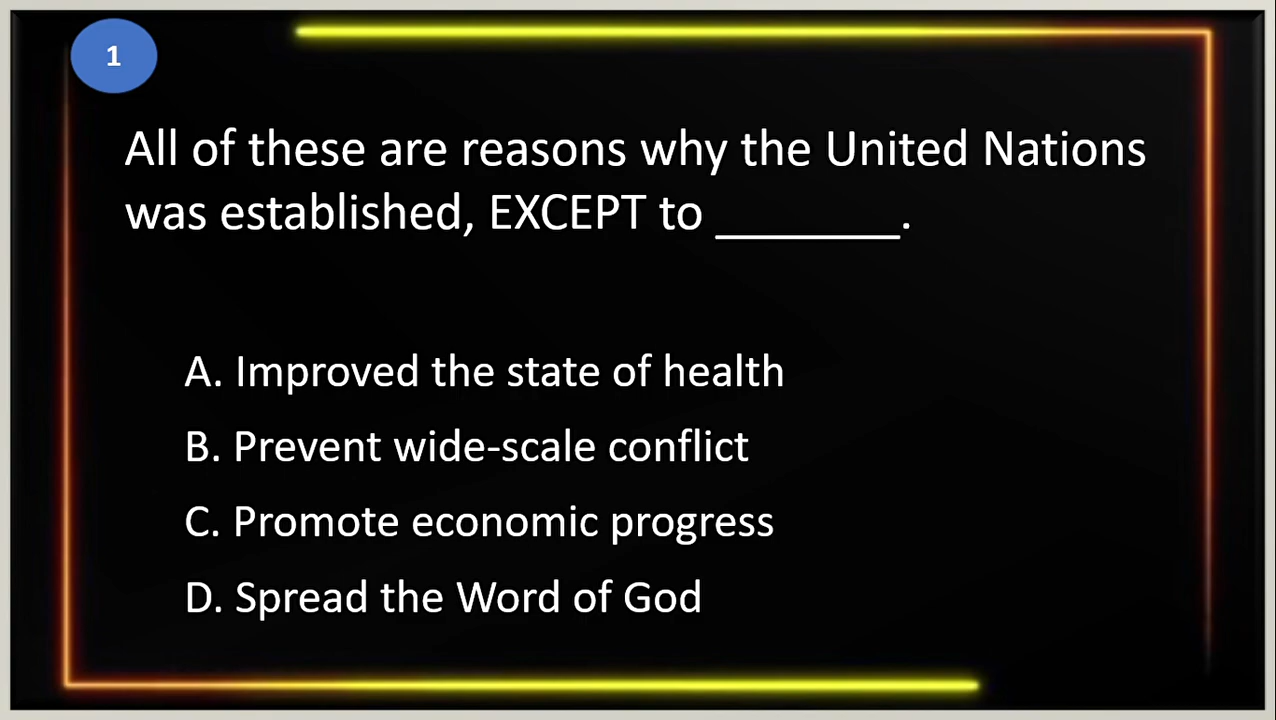 1
All of these are reasons why the United Nations
was established, EXCEPT to ________.
A. Improved the state of health
B. Prevent wide-scale conflict
C. Promote economic progress
D. Spread the Word of God